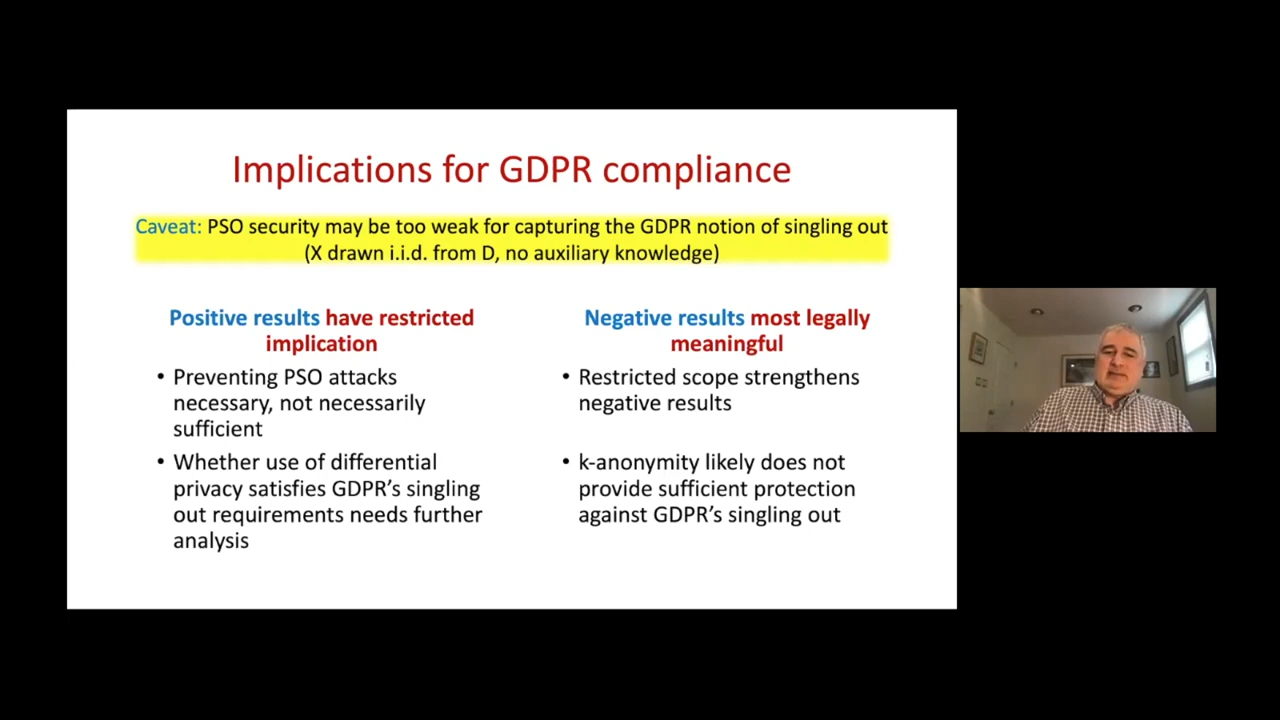 Implications for GDPR compliance
Caveat: PSO security may be too weak for capturing the GDPR notion of singling out
(X drawn i.i.d. from D, no auxiliary knowledge)
Positive results have restricted
implication
• Preventing PSO attacks
necessary, not necessarily
sufficient
• Whether use of differential
privacy satisfies GDPR’s singling
out requirements needs further
analysis
Negative results most legally
meaningful
• Restricted scope strengthens
negative results
• k-anonymity likely does not
provide sufficient protection
against GDPR’s singling out